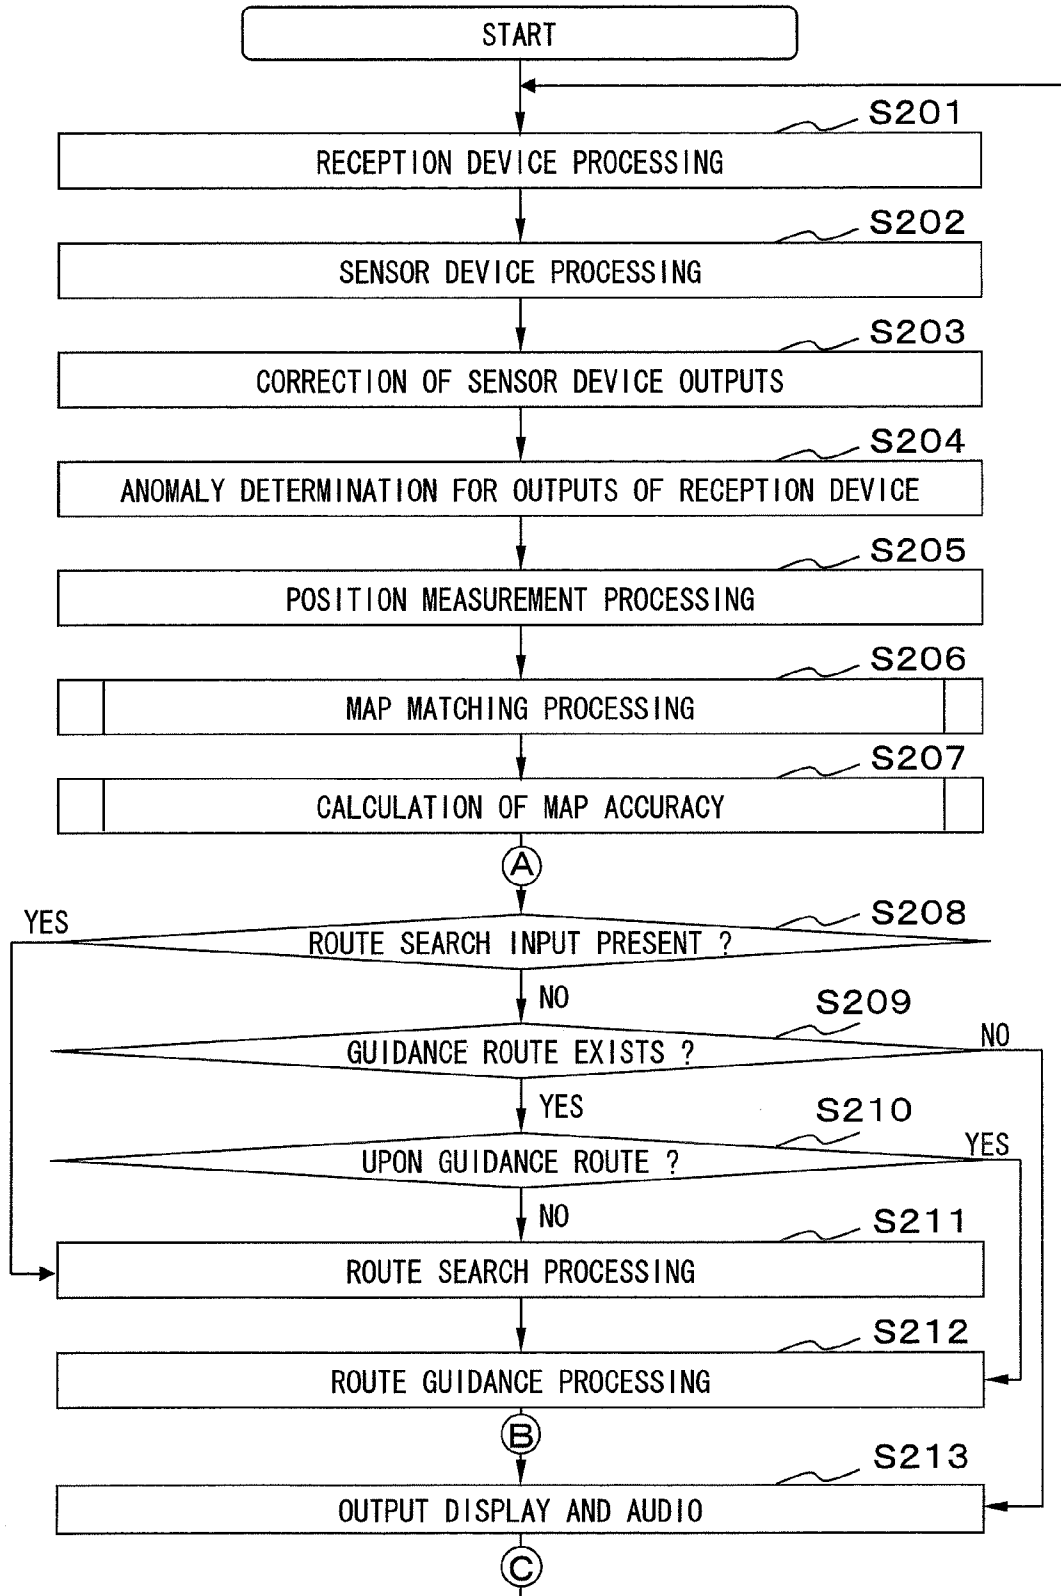 START
S201
RECEPTION DEVICE PROCESSING
S202
SENSOR DEVICE PROCESSING
S203
CORRECTION OF SENSOR DEVICE OUTPUTS
S204
ANOMALY DETERMINATION FOR OUTPUTS OF RECEPTION DEVICE
S205
POSITION MEASUREMENT PROCESSING
S206
MAP MATCHING PROCESSING
S207
CALCULATION OF MAP ACCURACY
A
S208
YES
ROUTE SEARCH INPUT PRESENT ?
NO
S209
GUIDANCE ROUTE EXISTS ?
NO
YES
S210
UPON GUIDANCE ROUTE ?
YES
NO
S211
ROUTE SEARCH PROCESSING
S212
ROUTE GUIDANCE PROCESSING
B
S213
OUTPUT DISPLAY AND AUDIO
C